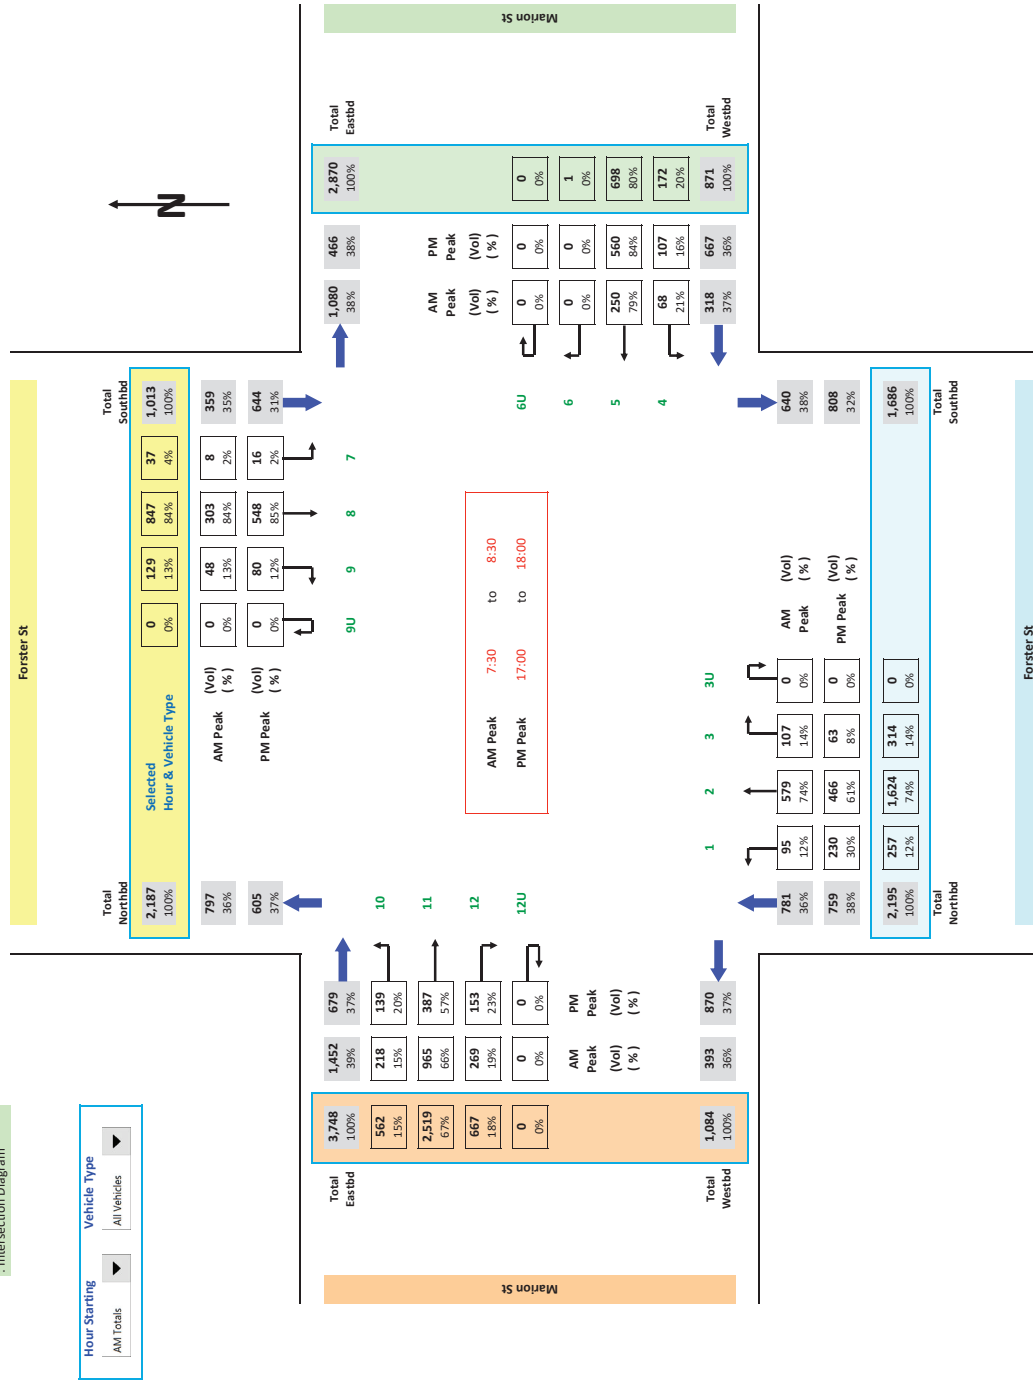 . Intersection Diagram
Hour Starting
Vehicle Type
AM Totals
All Vehicles
Forster St
Total
Northbd
Total
Southbd
2,187
100%
Selected
Hour & Vehicle Type
0
0%
129
13%
847
84%
37
4%
1,013
100%
797
36%
AM Peak
(Vol)
( % )
0
0%
48
13%
303
84%
8
2%
359
35%
605
37%
PM Peak
(Vol)
( % )
0
0%
80
12%
548
85%
16
2%
644
31%
9U
9
8
7
N
Marion St
Total
Eastbd
3,748
100%
1,452
39%
679
37%
562
15%
218
15%
139
20%
10
2,519
67%
965
66%
387
57%
11
667
18%
269
19%
153
23%
12
0
0%
0
0%
0
0%
12U
AM
Peak
(Vol)
( % )
PM
Peak
(Vol)
( % )
Total
Westbd
1,084
100%
393
36%
870
37%
AM Peak
7:30
to
8:30
PM Peak
17:00
to
18:00
1,080
38%
466
38%
2,870
100%
Total
Eastbd
AM
Peak
(Vol)
( % )
PM
Peak
(Vol)
( % )
6U
0
0%
0
0%
0
0%
6
0
0%
0
0%
1
0%
5
250
79%
560
84%
698
80%
4
68
21%
107
16%
172
20%
318
37%
667
36%
871
100%
Total
Westbd
Marion St
1
2
3
3U
781
36%
95
12%
579
74%
107
14%
0
0%
AM
Peak
(Vol)
( % )
640
38%
759
38%
230
30%
466
61%
63
8%
0
0%
PM Peak
(Vol)
( % )
808
32%
2,195
100%
257
12%
1,624
74%
314
14%
0
0%
1,686
100%
Total
Northbd
Total
Southbd
Forster St